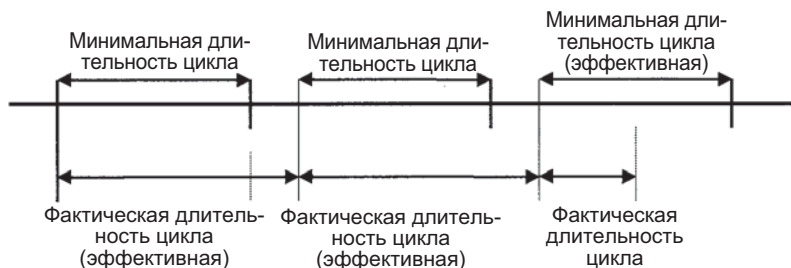 Минимальная дли-
тельность цикла
Минимальная дли-
тельность цикла
Минимальная дли-
тельность цикла
(эффективная)
Фактическая длитель-
ность цикла
(эффективная)
Фактическая длитель-
ность цикла
(эффективная)
Фактическая
длительность
цикла